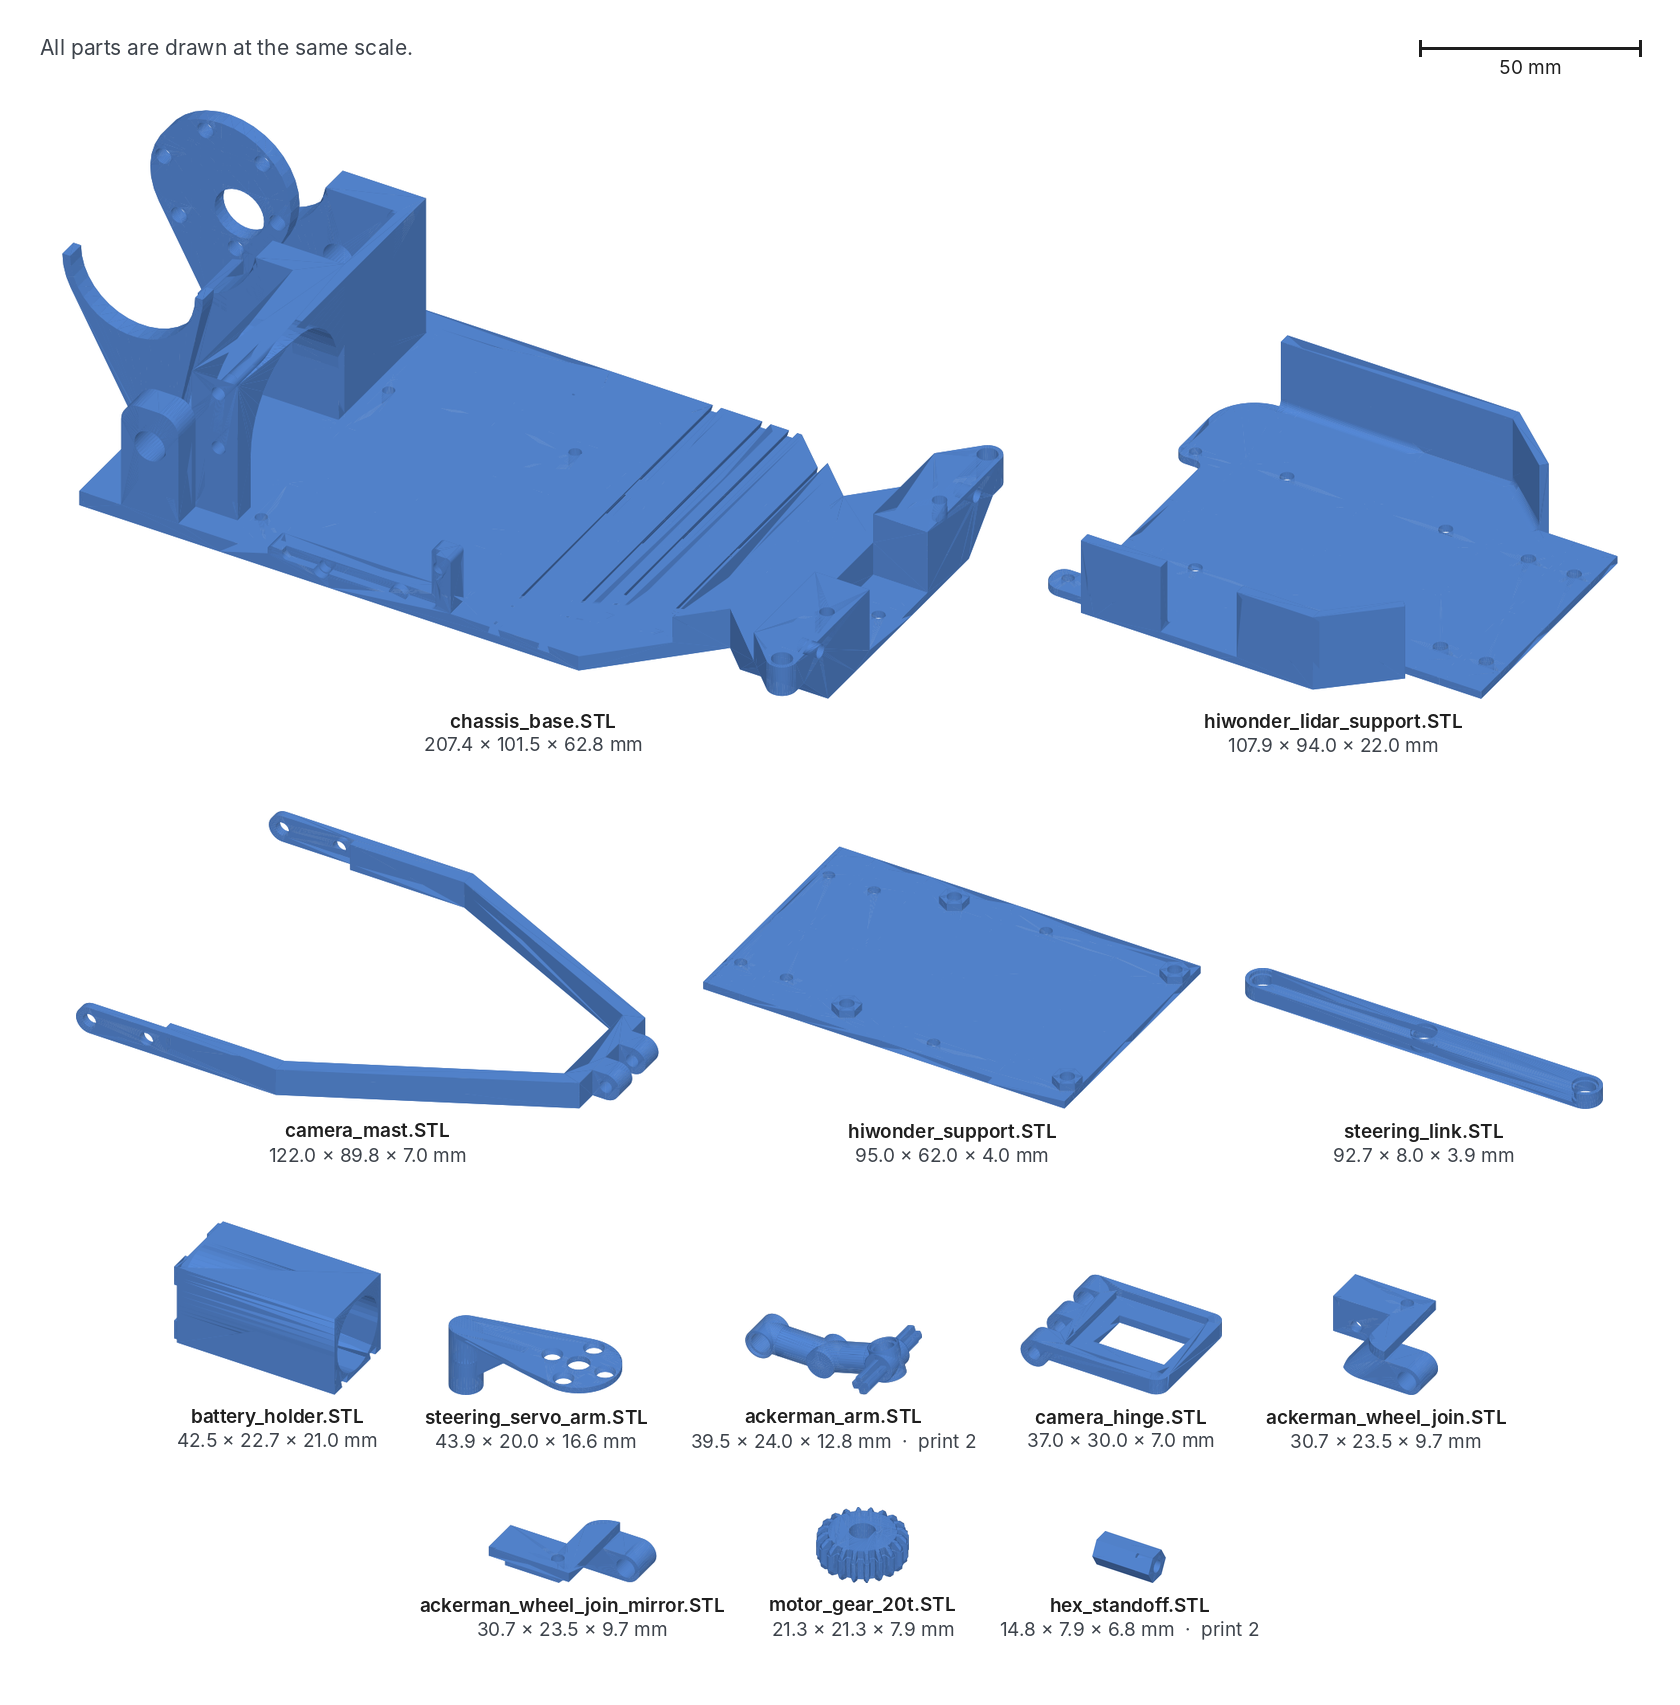 All parts are drawn at the same scale.
50 mm
chassis_base.STL
207.4 × 101.5 × 62.8 mm
hiwonder_lidar_support.STL
107.9 × 94.0 × 22.0 mm
camera_mast.STL
122.0 × 89.8 × 7.0 mm
hiwonder_support.STL
95.0 × 62.0 × 4.0 mm
steering_link.STL
92.7 × 8.0 × 3.9 mm
battery_holder.STL
42.5 × 22.7 × 21.0 mm
steering_servo_arm.STL
43.9 × 20.0 × 16.6 mm
ackerman_arm.STL
39.5 × 24.0 × 12.8 mm · print 2
camera_hinge.STL
37.0 × 30.0 × 7.0 mm
ackerman_wheel_join.STL
30.7 × 23.5 × 9.7 mm
ackerman_wheel_join_mirror.STL
30.7 × 23.5 × 9.7 mm
motor_gear_20t.STL
21.3 × 21.3 × 7.9 mm
hex_standoff.STL
14.8 × 7.9 × 6.8 mm · print 2